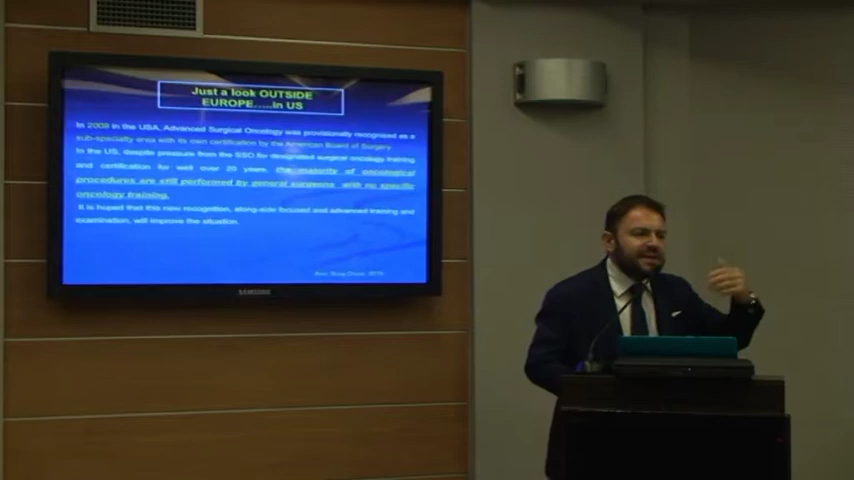 Just a look OUTSIDE
EUROPE.....in US
In 2009 in the USA, Advanced Surgical Oncology was provisionally recognised as a
sub-speciality area with its own certification by the American Board of Surgery.
In the US, despite pressure from the SSO for designated surgical oncology training
and certification for well over 20 years, the majority of oncological
procedures are still performed by general surgeons with no specific
oncology training.
It is hoped that this new recognition, along-side focused and advanced training and
examination, will improve the situation.
SAMSUNG